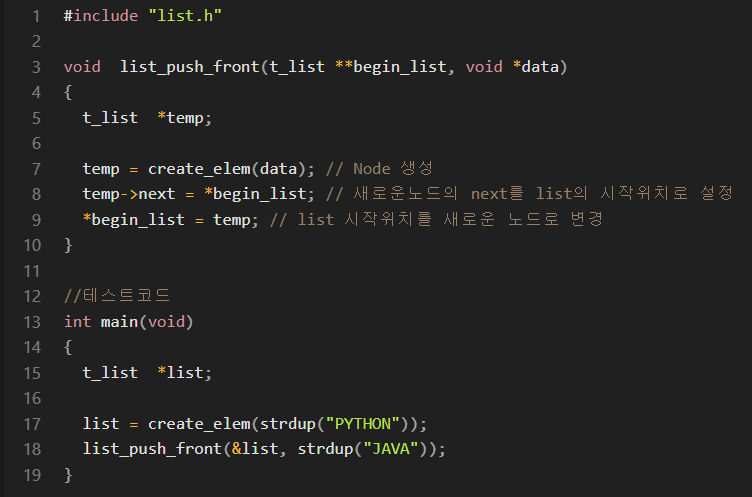 1 #include "list.h"
2
3 void  list_push_front(t_list **begin_list, void *data)
4 {
5   t_list  *temp;
6
7   temp = create_elem(data); // Node 생성
8   temp->next = *begin_list; // 새로운노드의 next를 list의 시작위치로 설정
9   *begin_list = temp; // list 시작위치를 새로운 노드로 변경
10 }
11
12 //테스트코드
13 int main(void)
14 {
15   t_list  *list;
16
17   list = create_elem(strdup("PYTHON"));
18   list_push_front(&list, strdup("JAVA"));
19 }